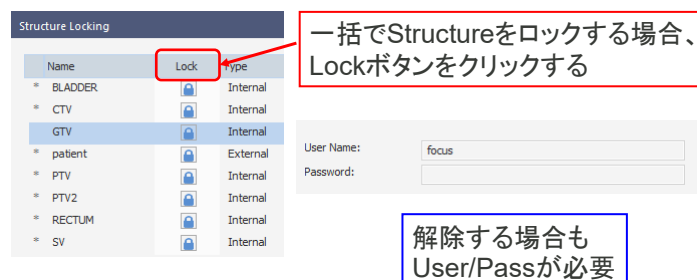 Structure Locking
一括でStructureをロックする場合、
Lockボタンをクリックする
Name Lock Type
* BLADDER Internal
* CTV Internal
GTV Internal
* patient External
* PTV Internal
* PTV2 Internal
* RECTUM Internal
* SV Internal
User Name: focus
Password:
解除する場合も
User/Passが必要